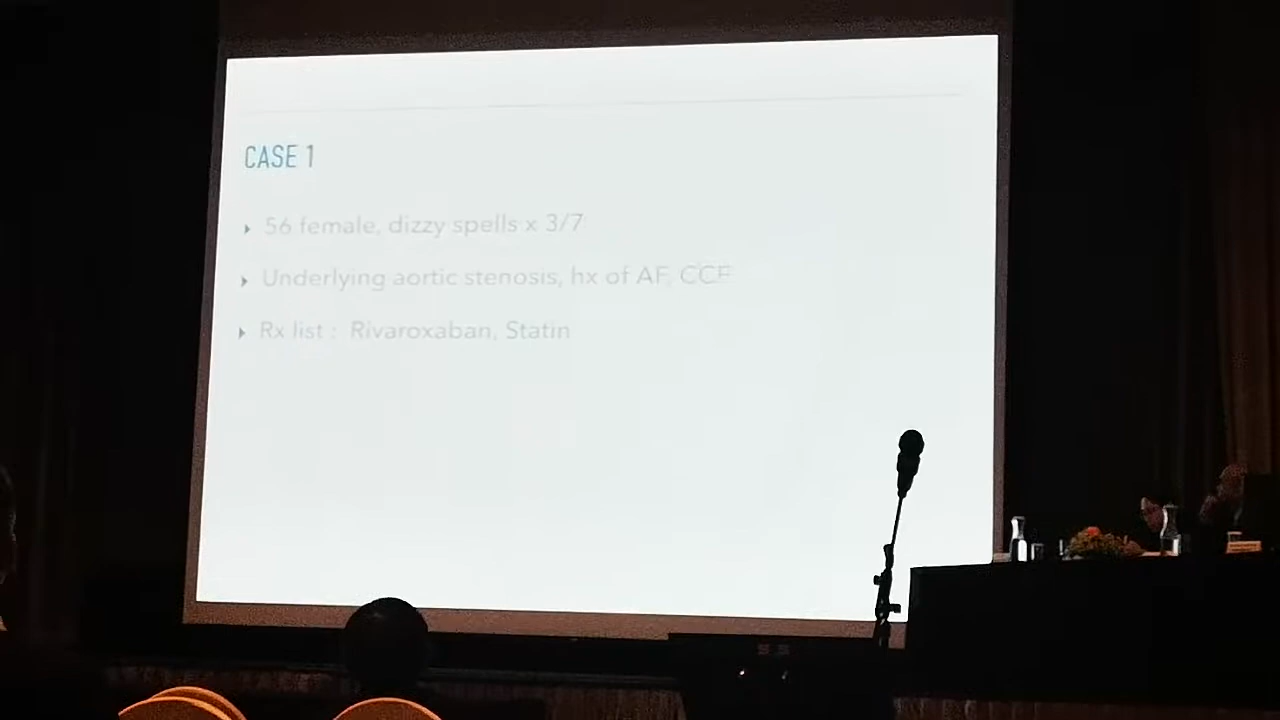 CASE 1
56 female, dizzy spells x 3/7
Underlying aortic stenosis, hx of AF, CCF
Rx list : Rivaroxaban, Statin